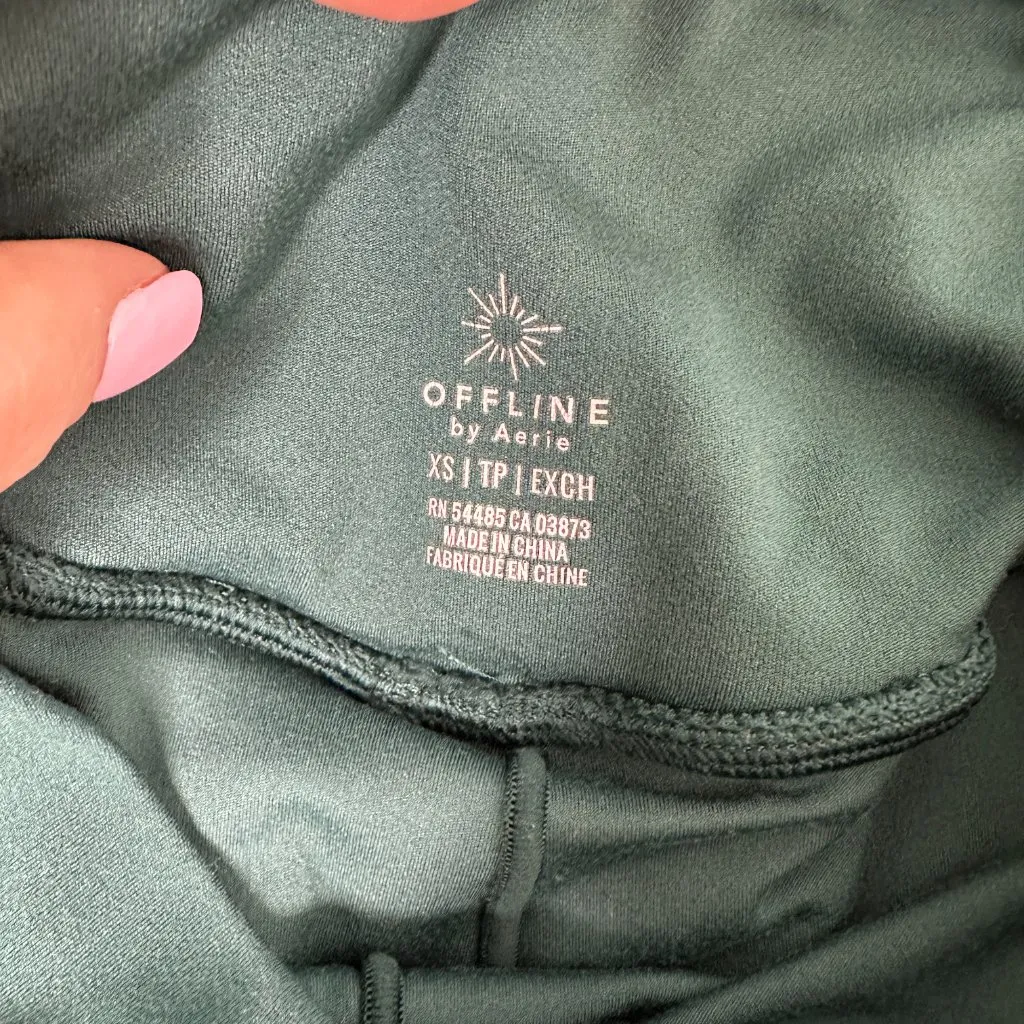 OFFLINE
by Aerie
XS | TP | EXCH
RN 54485 CA 03873
MADE IN CHINA
FABRIQUÉ EN CHINE